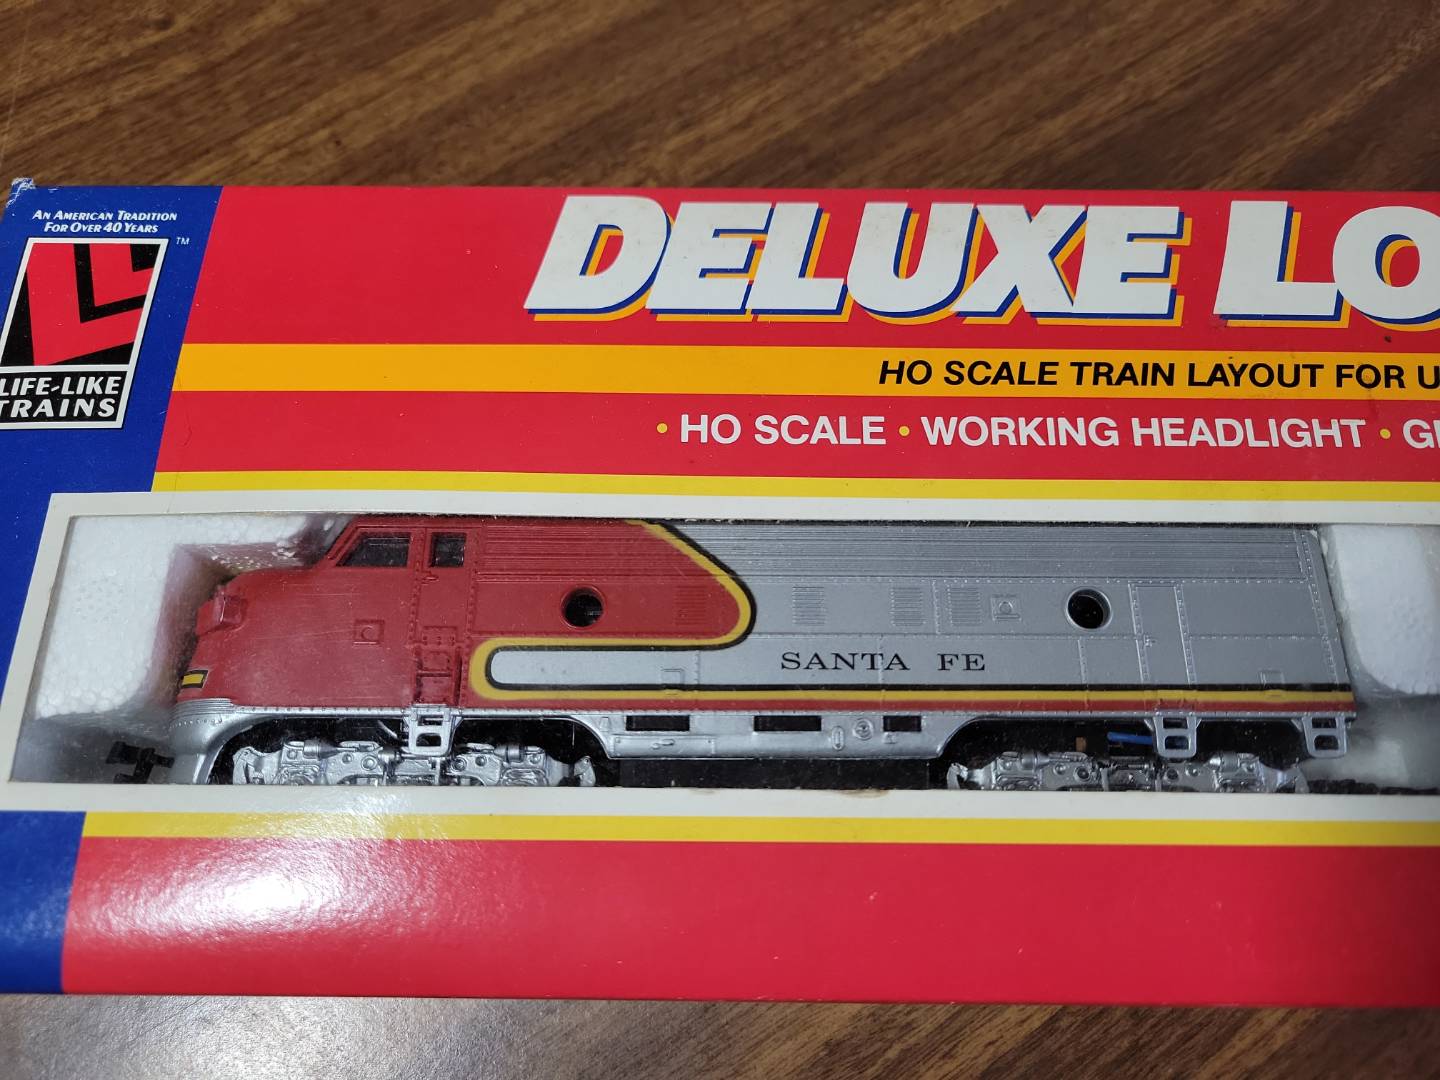 AN AMERICAN TRADITION
FOR OVER 40 YEARS
TM
LIFE-LIKE
TRAINS
DELUXE LO
HO SCALE TRAIN LAYOUT FOR U
• HO SCALE • WORKING HEADLIGHT •
SANTA FE